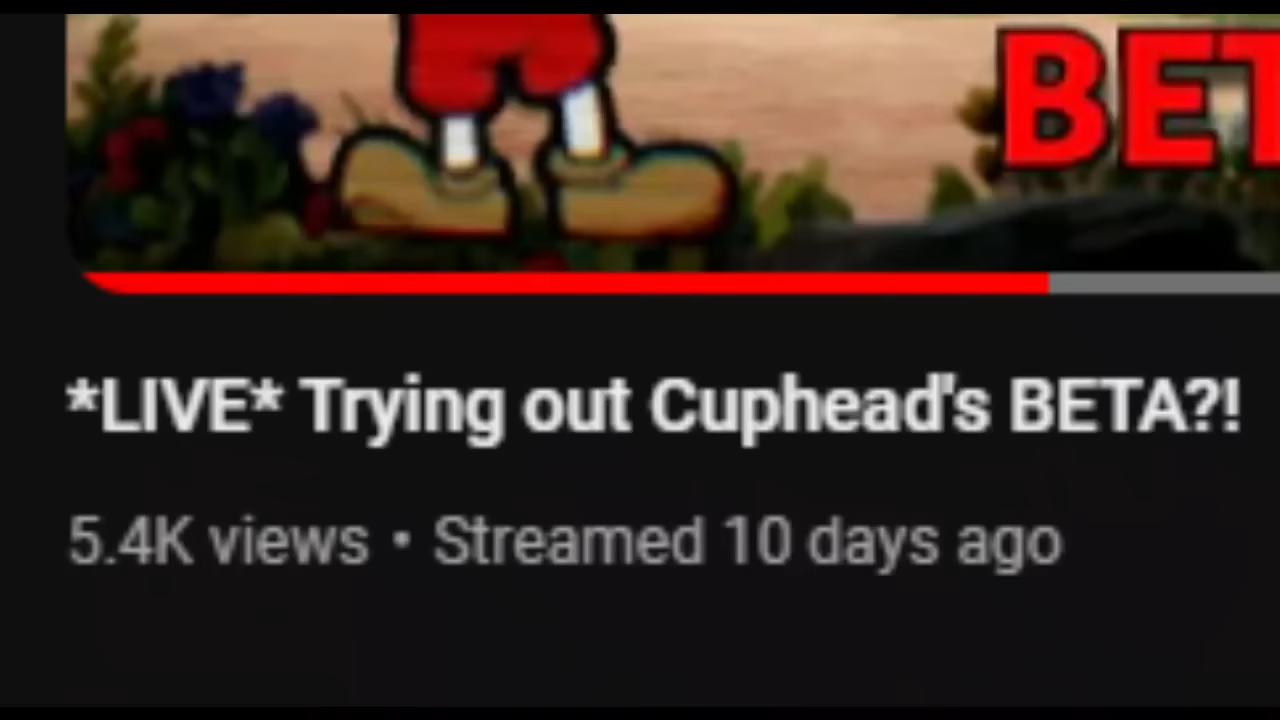 BET
*LIVE* Trying out Cuphead's BETA?!
5.4K views • Streamed 10 days ago